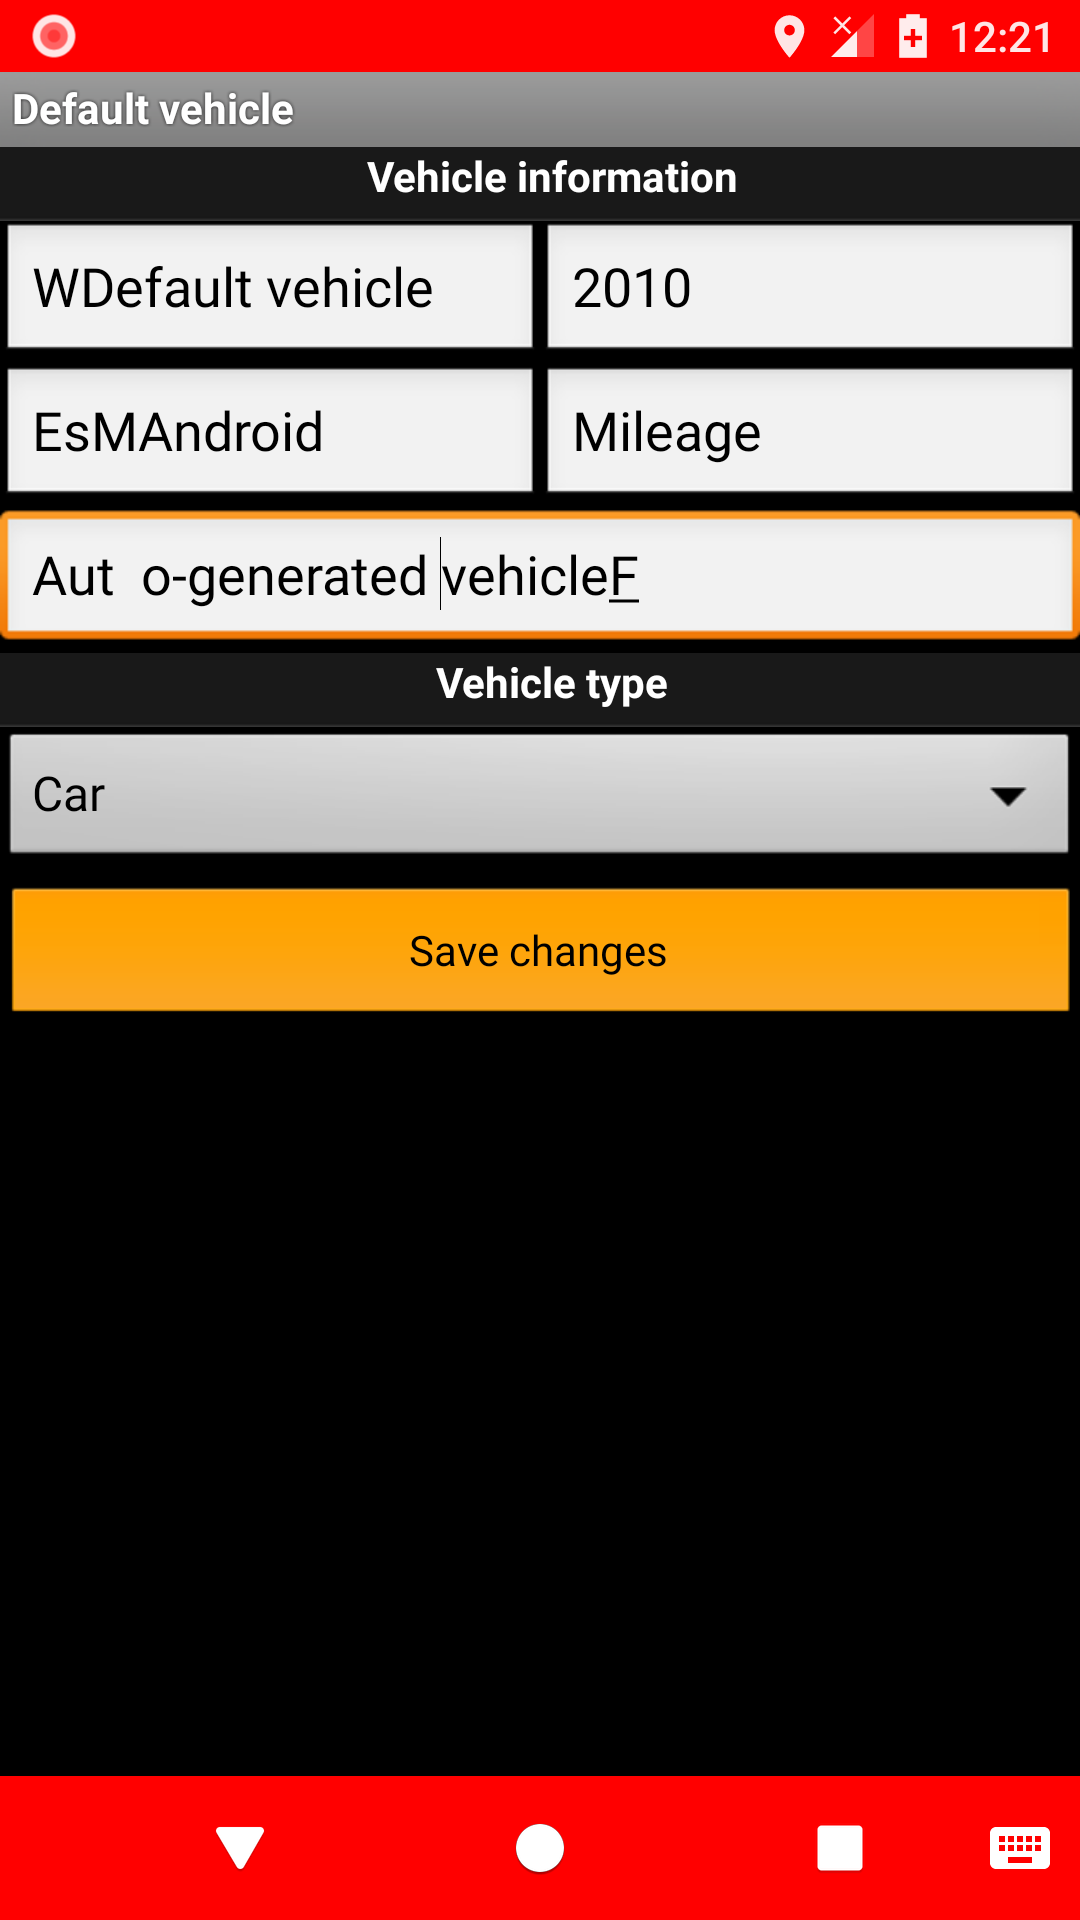 12:21
Default vehicle
Vehicle information
WDefault vehicle
2010
EsMAndroid
Mileage
Aut  o-generated vehicleF
Vehicle type
Car
Save changes